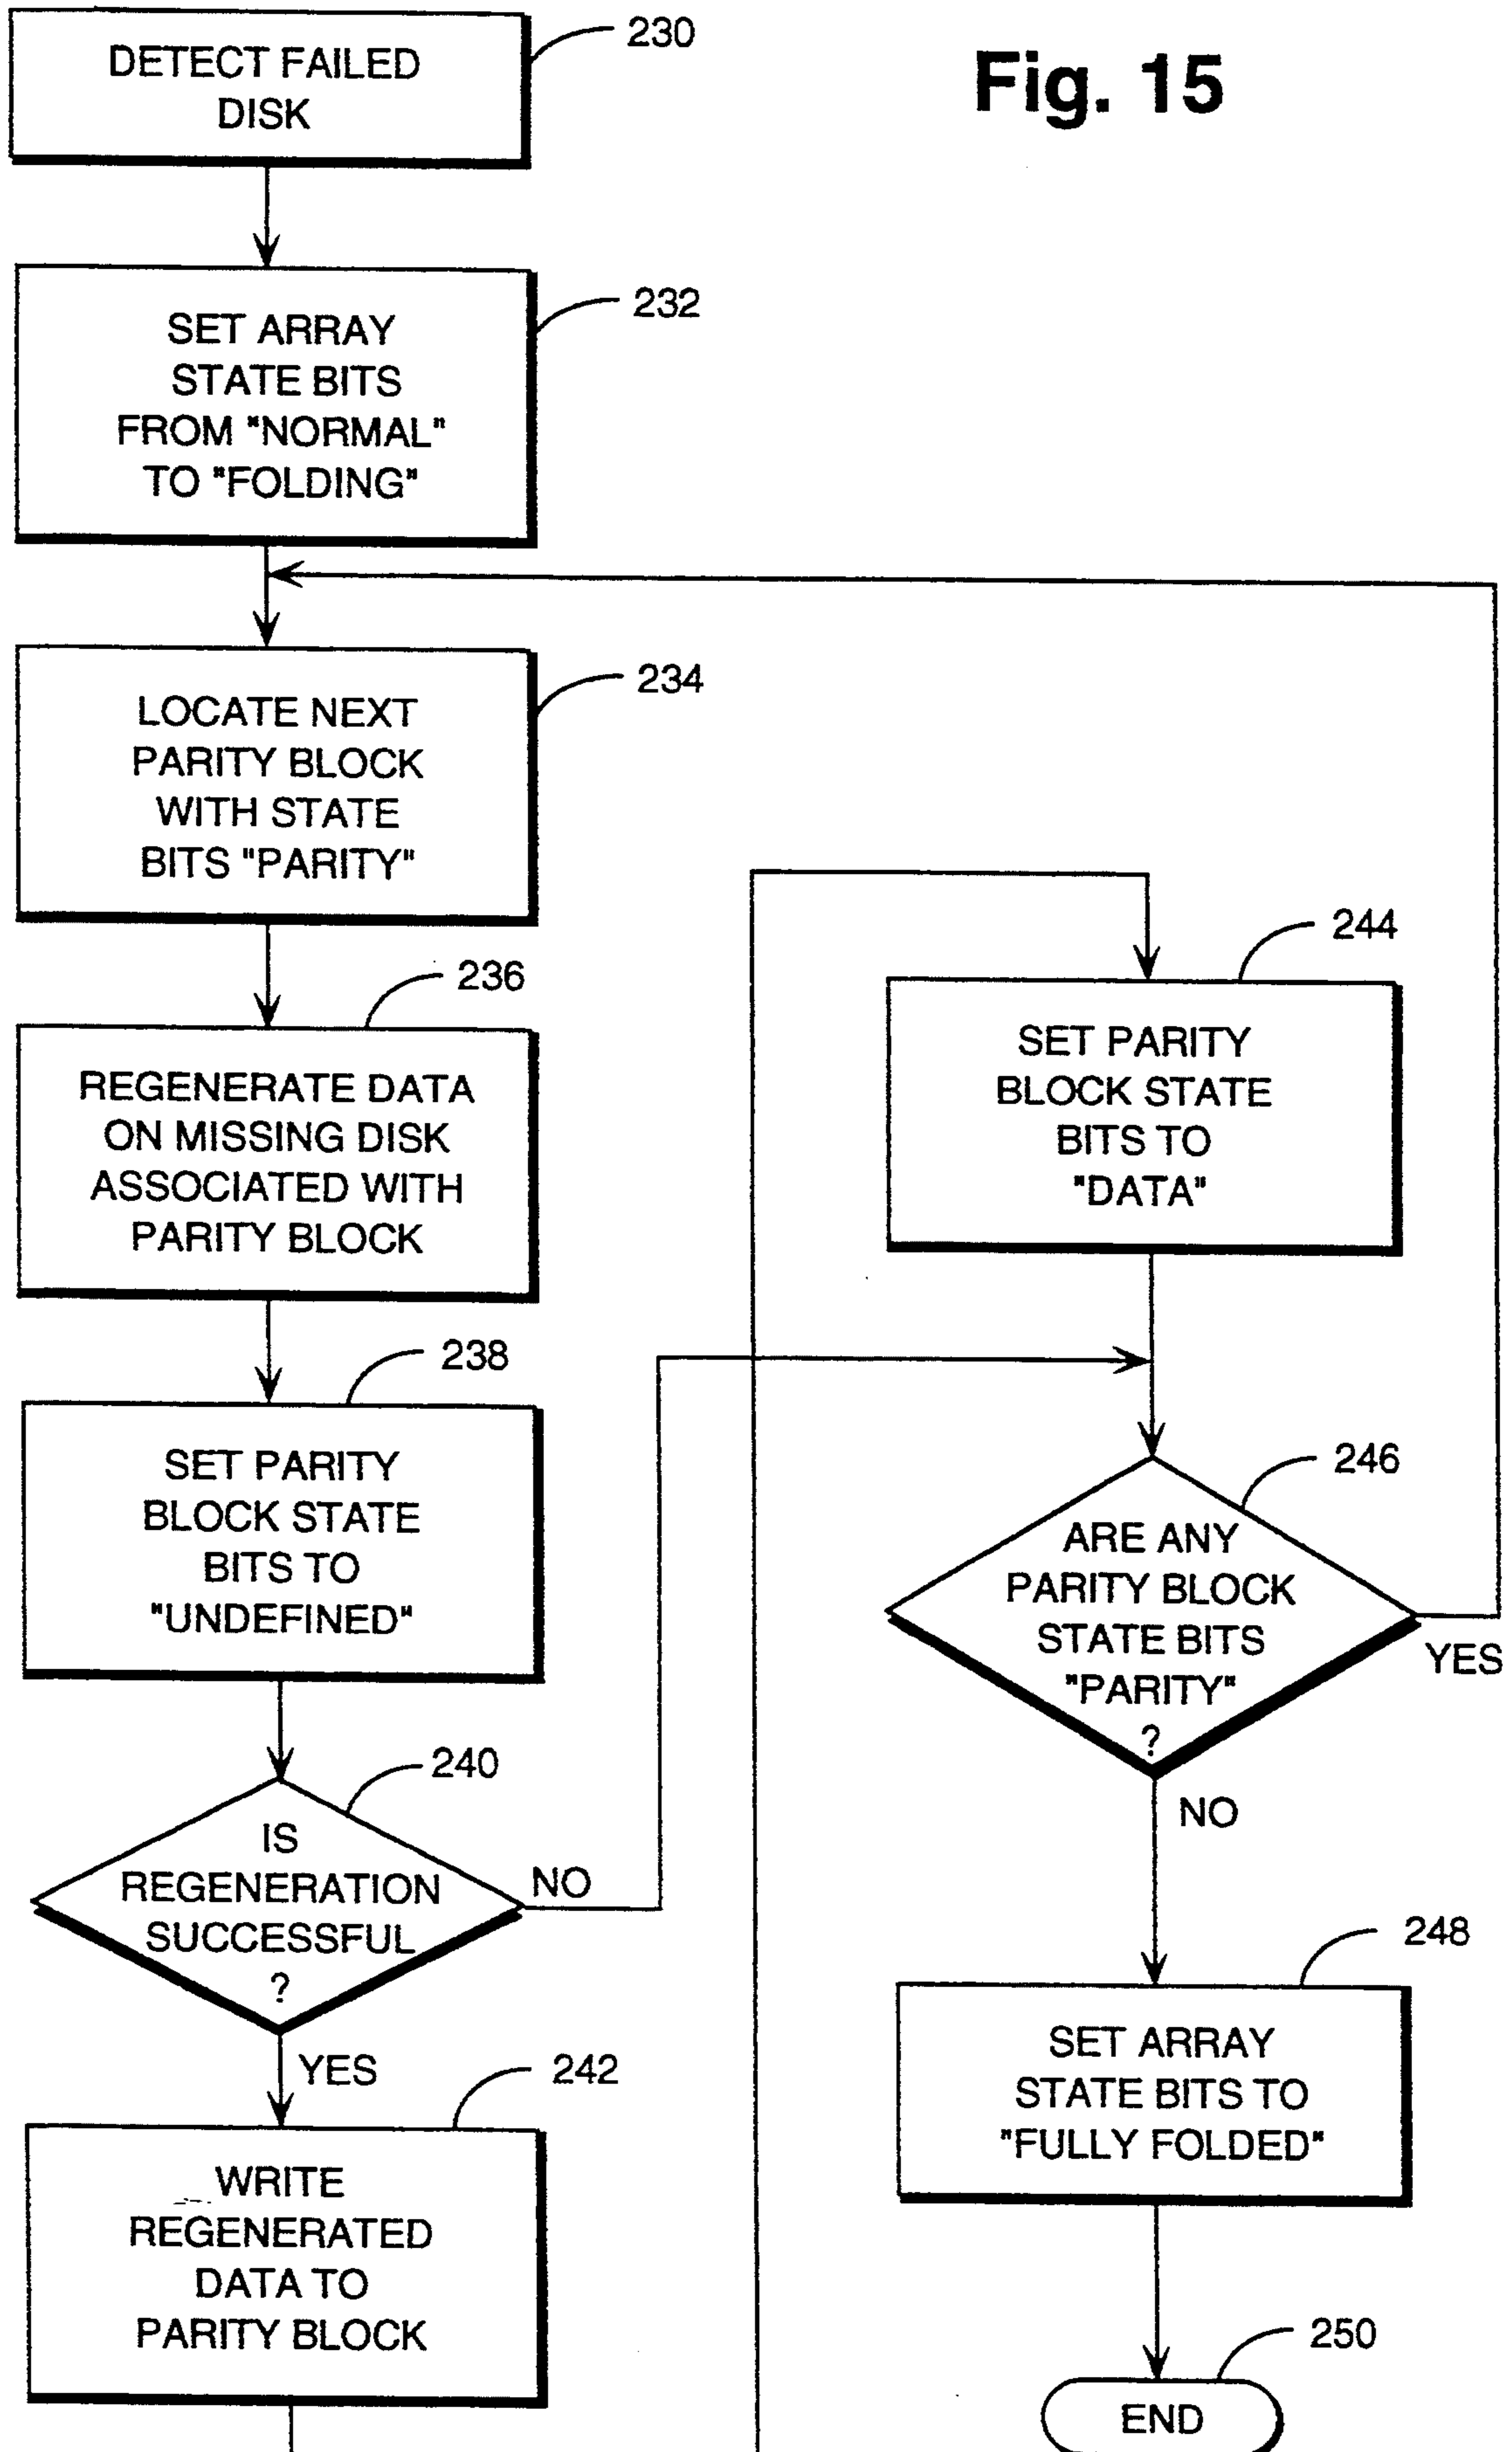 Fig. 15
DETECT FAILED
DISK
230
SET ARRAY
STATE BITS
FROM "NORMAL"
TO "FOLDING"
232
LOCATE NEXT
PARITY BLOCK
WITH STATE
BITS "PARITY"
234
REGENERATE DATA
ON MISSING DISK
ASSOCIATED WITH
PARITY BLOCK
236
SET PARITY
BLOCK STATE
BITS TO
"UNDEFINED"
238
IS
REGENERATION
SUCCESSFUL
?
240
NO
YES
WRITE
REGENERATED
DATA TO
PARITY BLOCK
242
SET PARITY
BLOCK STATE
BITS TO
"DATA"
244
ARE ANY
PARITY BLOCK
STATE BITS
"PARITY"
?
246
YES
NO
SET ARRAY
STATE BITS TO
"FULLY FOLDED"
248
END
250